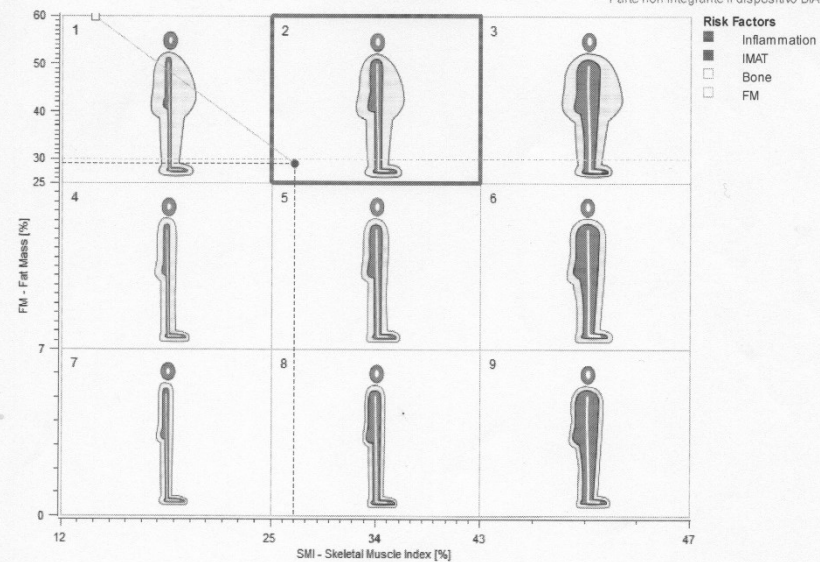 Parte non integrante il dispositivo BIA
Risk Factors
Inflammation
IMAT
Bone
FM
FM - Fat Mass [%]
60
50
40
30
25
7
0
1
2
3
4
5
6
7
8
9
12
25
34
43
47
SMI - Skeletal Muscle Index [%]